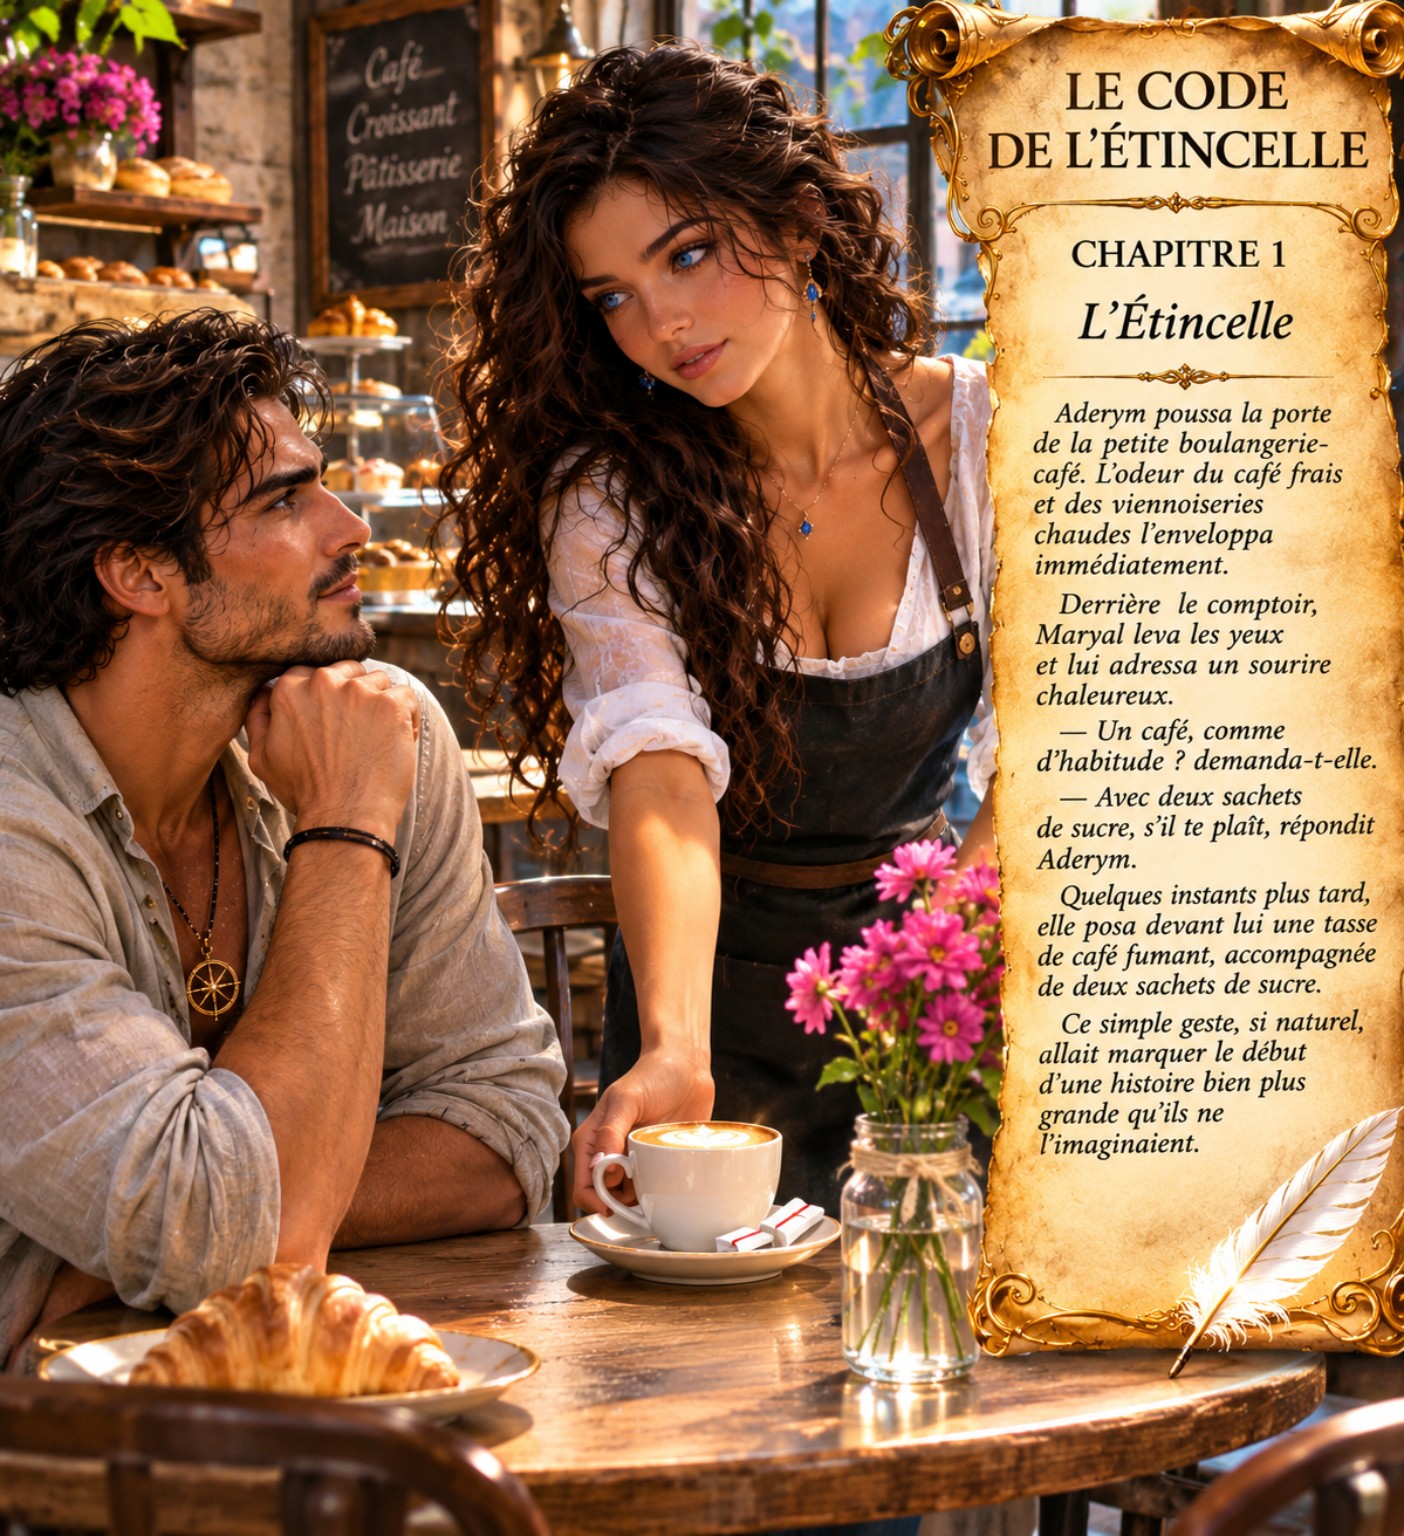 Café
Croissant
Pâtisserie
Maison
LE CODE
DE L'ÉTINCELLE
CHAPITRE 1
L'Étincelle
Aderym poussa la porte
de la petite boulangerie-
café. L'odeur du café frais
et des viennoiseries
chaudes l'enveloppa
immédiatement.
Derrière le comptoir,
Maryal leva les yeux
et lui adressa un sourire
chaleureux.
— Un café, comme
d'habitude ? demanda-t-elle.
— Avec deux sachets
de sucre, s'il te plaît, répondit
Aderym.
Quelques instants plus tard,
elle posa devant lui une tasse
de café fumant, accompagnée
de deux sachets de sucre.
Ce simple geste, si naturel,
allait marquer le début
d'une histoire bien plus
grande qu'ils ne
l'imaginaient.